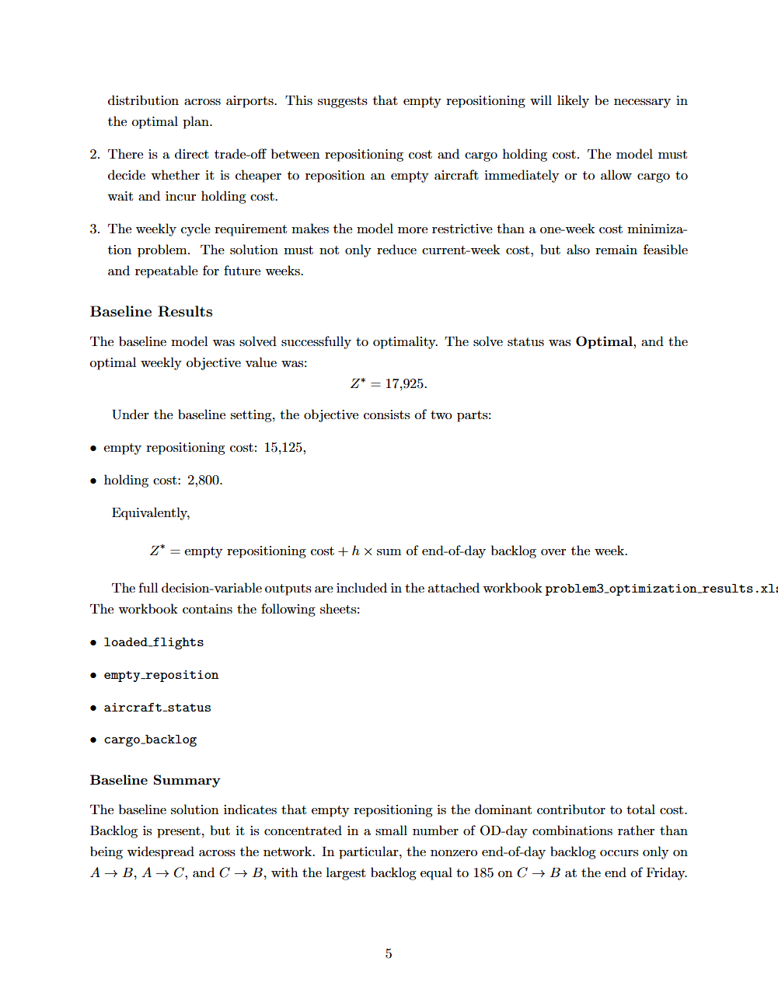 distribution across airports. This suggests that empty repositioning will likely be necessary in
the optimal plan.
2. There is a direct trade-off between repositioning cost and cargo holding cost. The model must
decide whether it is cheaper to reposition an empty aircraft immediately or to allow cargo to
wait and incur holding cost.
3. The weekly cycle requirement makes the model more restrictive than a one-week cost minimiza-
tion problem. The solution must not only reduce current-week cost, but also remain feasible
and repeatable for future weeks.
Baseline Results
The baseline model was solved successfully to optimality. The solve status was Optimal, and the
optimal weekly objective value was:
Z* = 17,925.
Under the baseline setting, the objective consists of two parts:
• empty repositioning cost: 15,125,
• holding cost: 2,800.
Equivalently,
Z* = empty repositioning cost + h × sum of end-of-day backlog over the week.
The full decision-variable outputs are included in the attached workbook problem3_optimization_results.xls
The workbook contains the following sheets:
• loaded_flights
• empty_reposition
• aircraft_status
• cargo_backlog
Baseline Summary
The baseline solution indicates that empty repositioning is the dominant contributor to total cost.
Backlog is present, but it is concentrated in a small number of OD-day combinations rather than
being widespread across the network. In particular, the nonzero end-of-day backlog occurs only on
A → B, A → C, and C → B, with the largest backlog equal to 185 on C → B at the end of Friday.
5